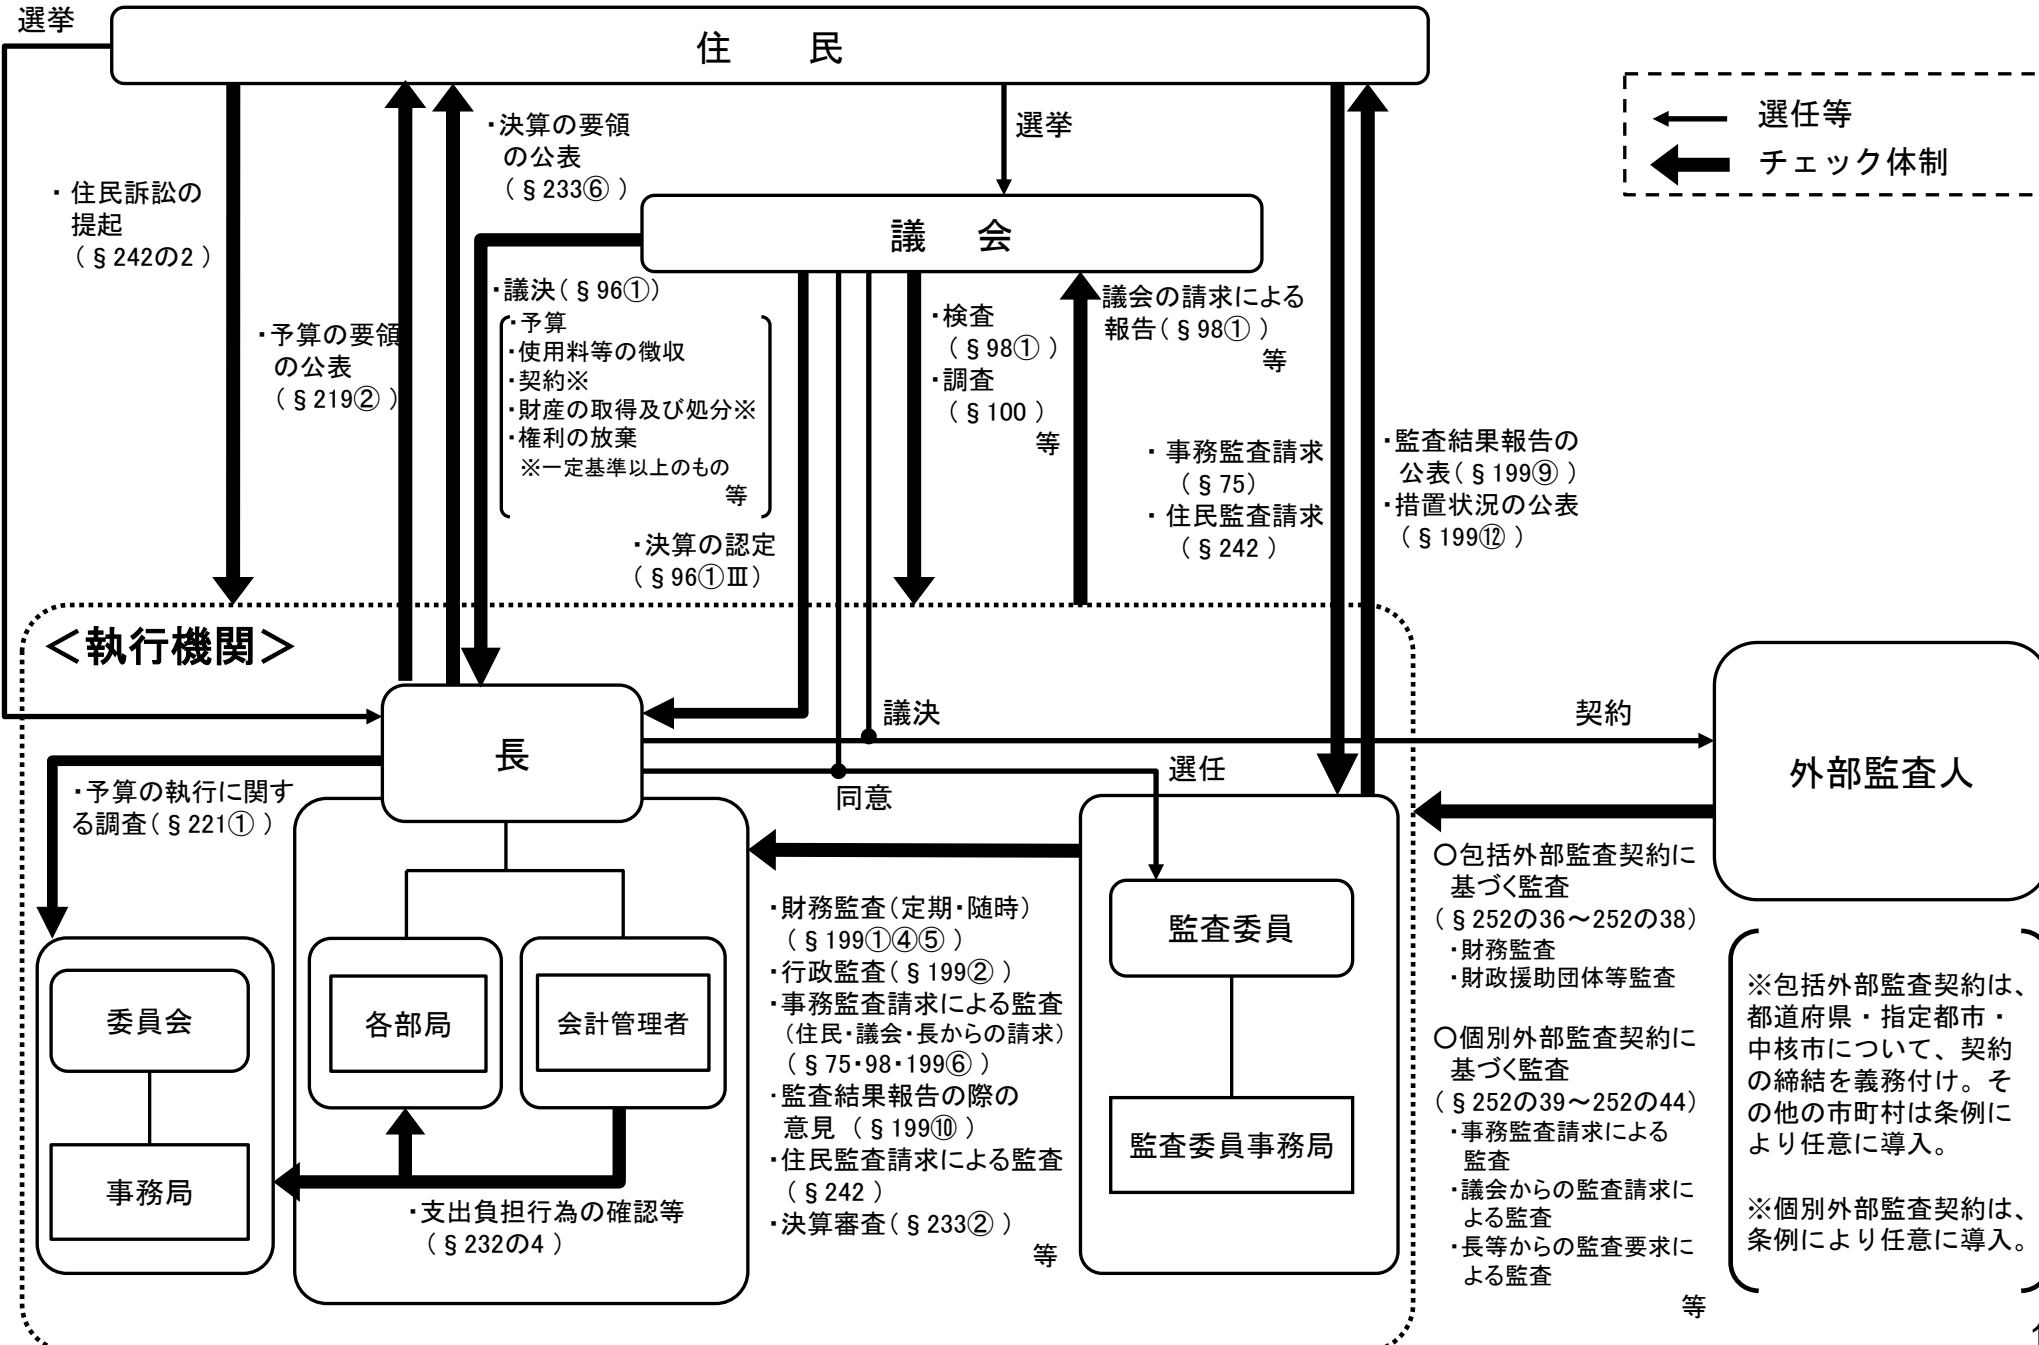 選挙
住　民
選任等
チェック体制
・決算の要領
の公表
（§233⑥）
選挙
・住民訴訟の
提起
（§242の2）
議　会
・議決（§96①）
・予算
・使用料等の徴収
・契約※
・財産の取得及び処分※
・権利の放棄
※一定基準以上のもの
等
・予算の要領
の公表
（§219②）
・検査
（§98①）
・調査
（§100）
等
議会の請求による
報告（§98①）
等
・事務監査請求
（§75）
・住民監査請求
（§242）
・監査結果報告の
公表（§199⑨）
・措置状況の公表
（§199⑫）
・決算の認定
（§96①Ⅲ）
＜執行機関＞
長
議決
契約
選任
同意
外部監査人
・予算の執行に関す
る調査（§221①）
委員会
事務局
各部局
会計管理者
・支出負担行為の確認等
（§232の4）
・財務監査（定期・随時）
（§199①④⑤）
・行政監査（§199②）
・事務監査請求による監査
（住民・議会・長からの請求）
（§75・98・199⑥）
・監査結果報告の際の
意見（§199⑩）
・住民監査請求による監査
（§242）
・決算審査（§233②）
等
監査委員
監査委員事務局
〇包括外部監査契約に
基づく監査
（§252の36～252の38）
・財務監査
・財政援助団体等監査
〇個別外部監査契約に
基づく監査
（§252の39～252の44）
・事務監査請求による
監査
・議会からの監査請求に
よる監査
・長等からの監査要求に
よる監査
等
※包括外部監査契約は、
都道府県・指定都市・
中核市について、契約
の締結を義務付け。そ
の他の市町村は条例に
より任意に導入。
※個別外部監査契約は、
条例により任意に導入。